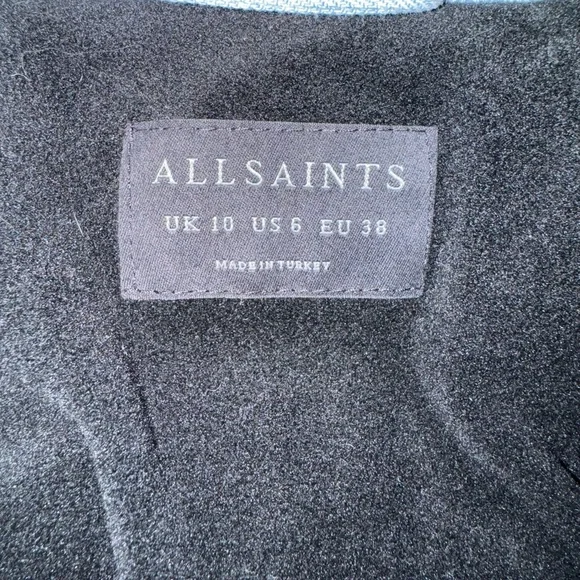 ALLSAINTS
UK 10 US 6 EU 38
MADE IN TURKEY